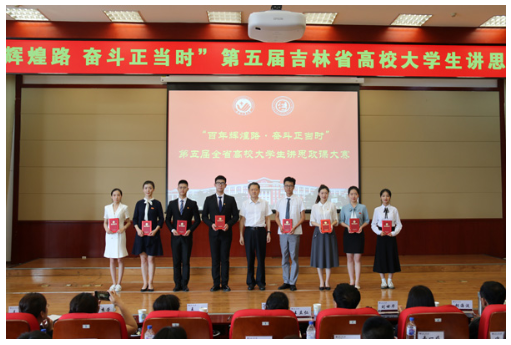 辉煌路 奋斗正当时”第五届吉林省高校大学生讲思
“百年辉煌路·奋斗正当时”
第五届全省高校大学生讲思政课大赛